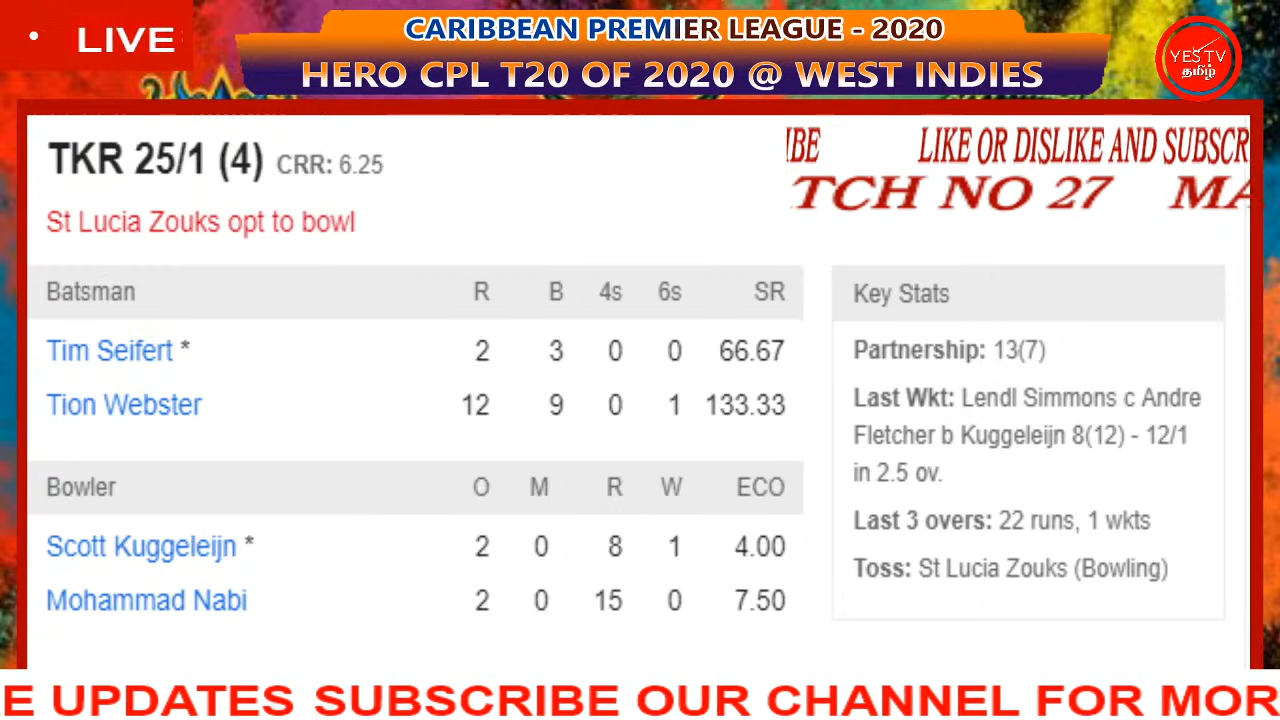 LIVE
CARIBBEAN PREMIER LEAGUE - 2020
HERO CPL T20 OF 2020 @ WEST INDIES
YES TV
தமிழ்
TKR 25/1 (4) CRR: 6.25
IBE LIKE OR DISLIKE AND SUBSCR
TCH NO 27 MA
St Lucia Zouks opt to bowl
Batsman R B 4s 6s SR
Tim Seifert * 2 3 0 0 66.67
Tion Webster 12 9 0 1 133.33
Bowler O M R W ECO
Scott Kuggeleijn * 2 0 8 1 4.00
Mohammad Nabi 2 0 15 0 7.50
Key Stats
Partnership: 13(7)
Last Wkt: Lendl Simmons c Andre
Fletcher b Kuggeleijn 8(12) - 12/1
in 2.5 ov.
Last 3 overs: 22 runs, 1 wkts
Toss: St Lucia Zouks (Bowling)
E UPDATES SUBSCRIBE OUR CHANNEL FOR MOR